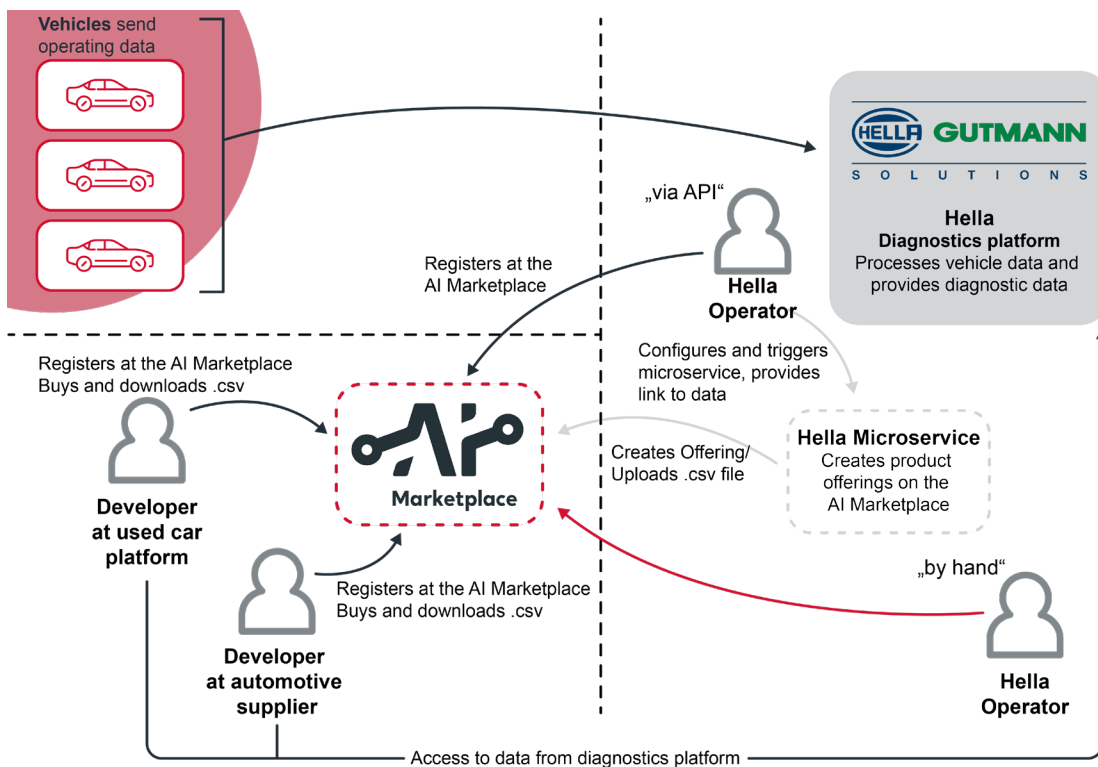 Vehicles send
operating data
HELLA GUTMANN
SOLUTIONS
Hella
Diagnostics platform
Processes vehicle data and
provides diagnostic data
„via API“
Hella
Operator
Registers at the
AI Marketplace
Configures and triggers
microservice, provides
link to data
Registers at the AI Marketplace
Buys and downloads .csv
Developer
at used car
platform
AI
Marketplace
Creates Offering/
Uploads .csv file
Hella Microservice
Creates product
offerings on the
AI Marketplace
Registers at the AI Marketplace
Buys and downloads .csv
Developer
at automotive
supplier
„by hand“
Hella
Operator
Access to data from diagnostics platform